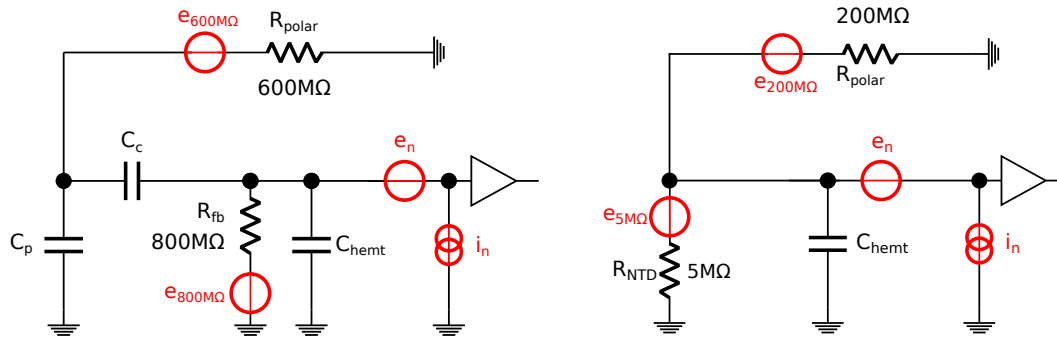 e600MΩ
Rpolar
600MΩ
Cc
en
Rfb
800MΩ
Cp
Chemt
in
e800MΩ
200MΩ
e200MΩ
Rpolar
en
e5MΩ
RNTD
5MΩ
Chemt
in